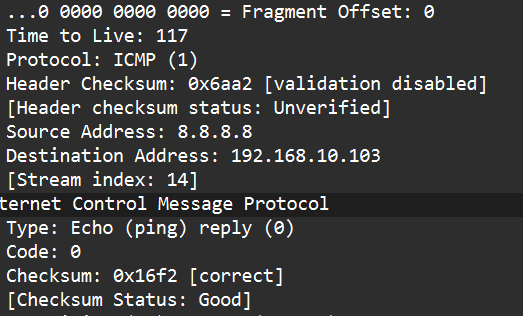 ...0 0000 0000 0000 = Fragment Offset: 0
Time to Live: 117
Protocol: ICMP (1)
Header Checksum: 0x6aa2 [validation disabled]
[Header checksum status: Unverified]
Source Address: 8.8.8.8
Destination Address: 192.168.10.103
[Stream index: 14]
ternet Control Message Protocol
Type: Echo (ping) reply (0)
Code: 0
Checksum: 0x16f2 [correct]
[Checksum Status: Good]